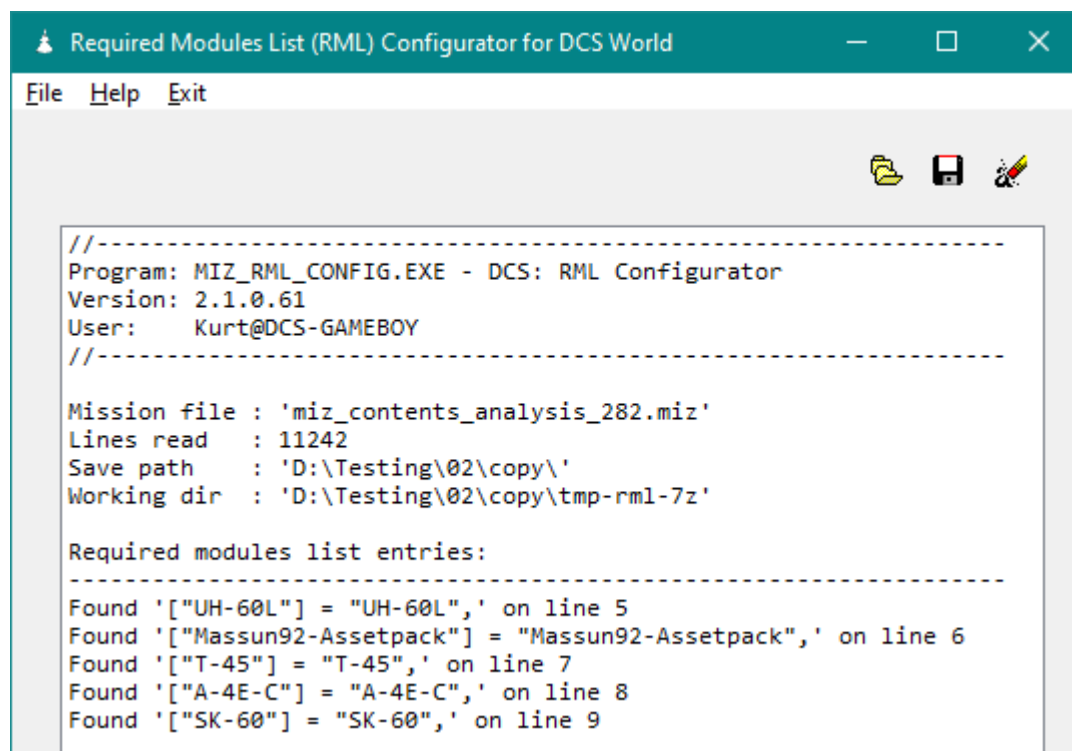 Required Modules List (RML) Configurator for DCS World
File Help Exit
//-----------------------------------------------------------------
Program: MIZ_RML_CONFIG.EXE - DCS: RML Configurator
Version: 2.1.0.61
User:    Kurt@DCS-GAMEBOY
//-----------------------------------------------------------------
Mission file : 'miz_contents_analysis_282.miz'
Lines read   : 11242
Save path    : 'D:\Testing\02\copy\'
Working dir  : 'D:\Testing\02\copy\tmp-rml-7z'
Required modules list entries:
-------------------------------------------------------------------
Found '["UH-60L"] = "UH-60L",' on line 5
Found '["Massun92-Assetpack"] = "Massun92-Assetpack",' on line 6
Found '["T-45"] = "T-45",' on line 7
Found '["A-4E-C"] = "A-4E-C",' on line 8
Found '["SK-60"] = "SK-60",' on line 9